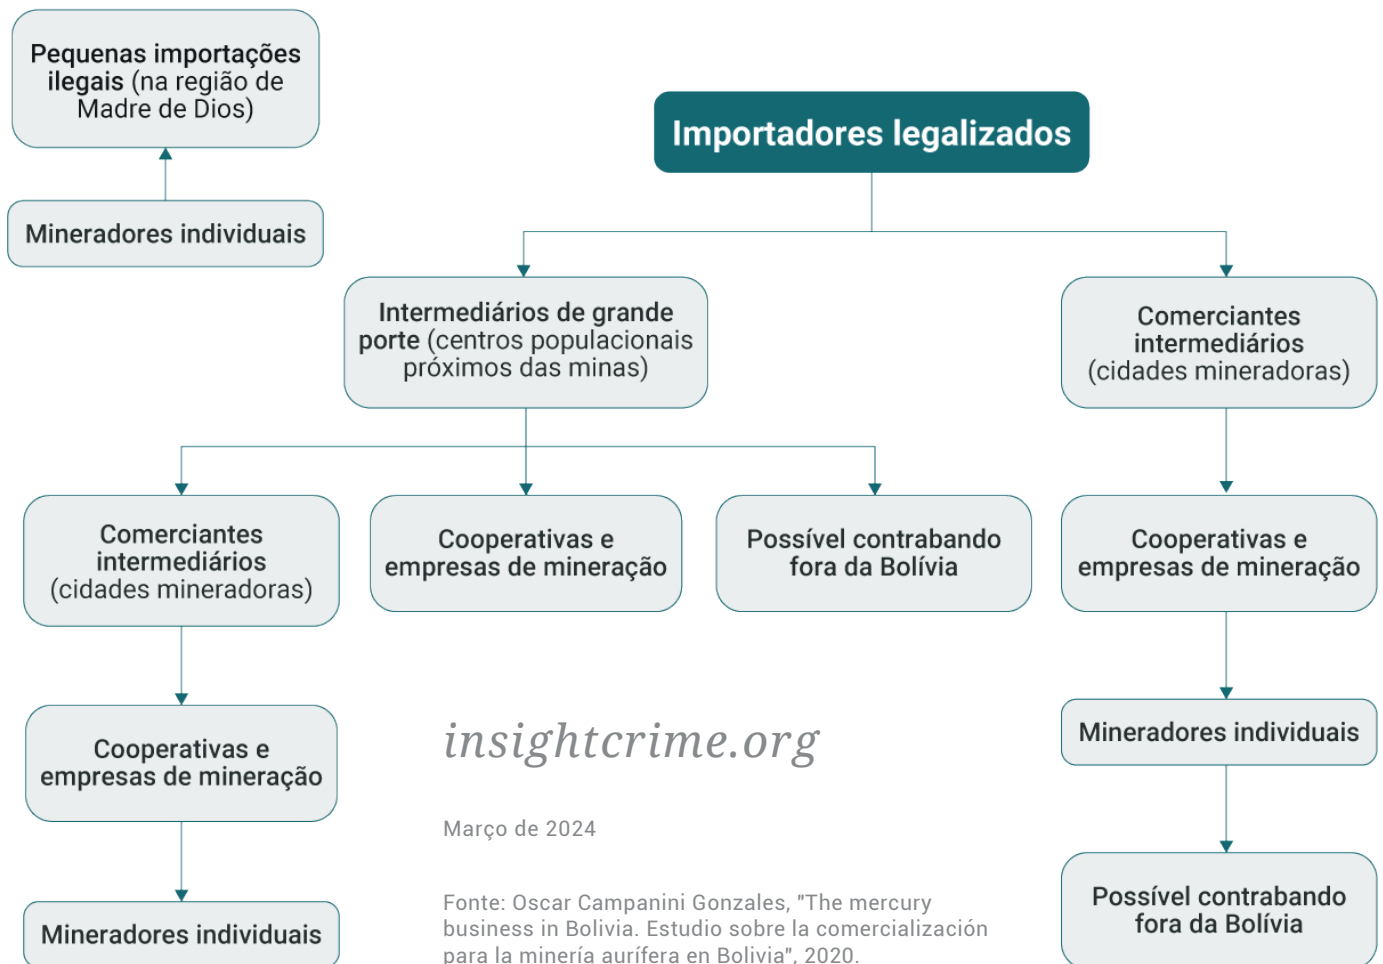 Pequenas importações
ilegais (na região de
Madre de Dios)
Mineradores individuais
Importadores legalizados
Intermediários de grande
porte (centros populacionais
próximos das minas)
Comerciantes
intermediários
(cidades mineradoras)
Comerciantes
intermediários
(cidades mineradoras)
Cooperativas e
empresas de mineração
Possível contrabando
fora da Bolívia
Cooperativas e
empresas de mineração
Cooperativas e
empresas de mineração
Mineradores individuais
Mineradores individuais
Possível contrabando
fora da Bolívia
insightcrime.org
Março de 2024
Fonte: Oscar Campanini Gonzales, "The mercury
business in Bolivia. Estudio sobre la comercialización
para la minería aurífera en Bolivia", 2020.